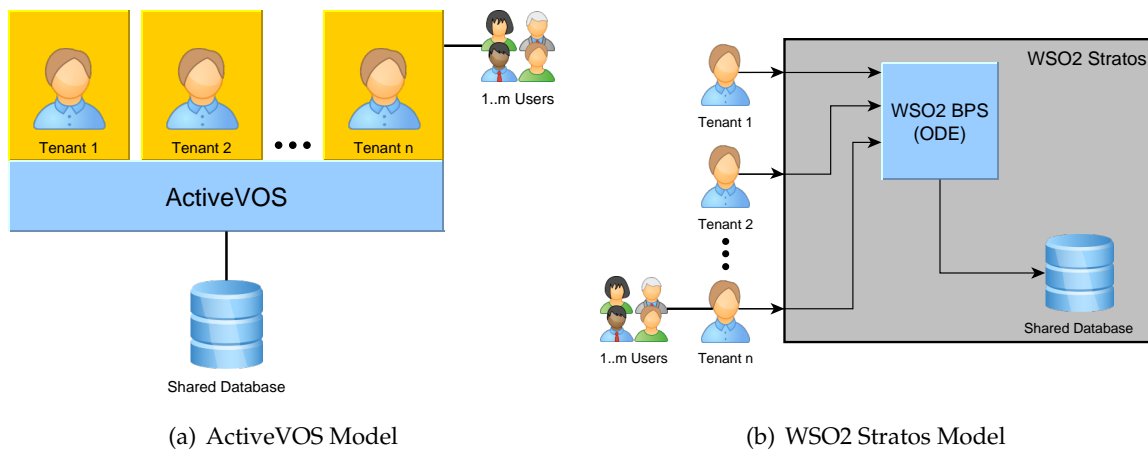 Tenant 1
Tenant 2
Tenant n
1..m Users
ActiveVOS
Shared Database
(a) ActiveVOS Model
WSO2 Stratos
Tenant 1
WSO2 BPS
(ODE)
Tenant 2
1..m Users
Tenant n
Shared Database
(b) WSO2 Stratos Model